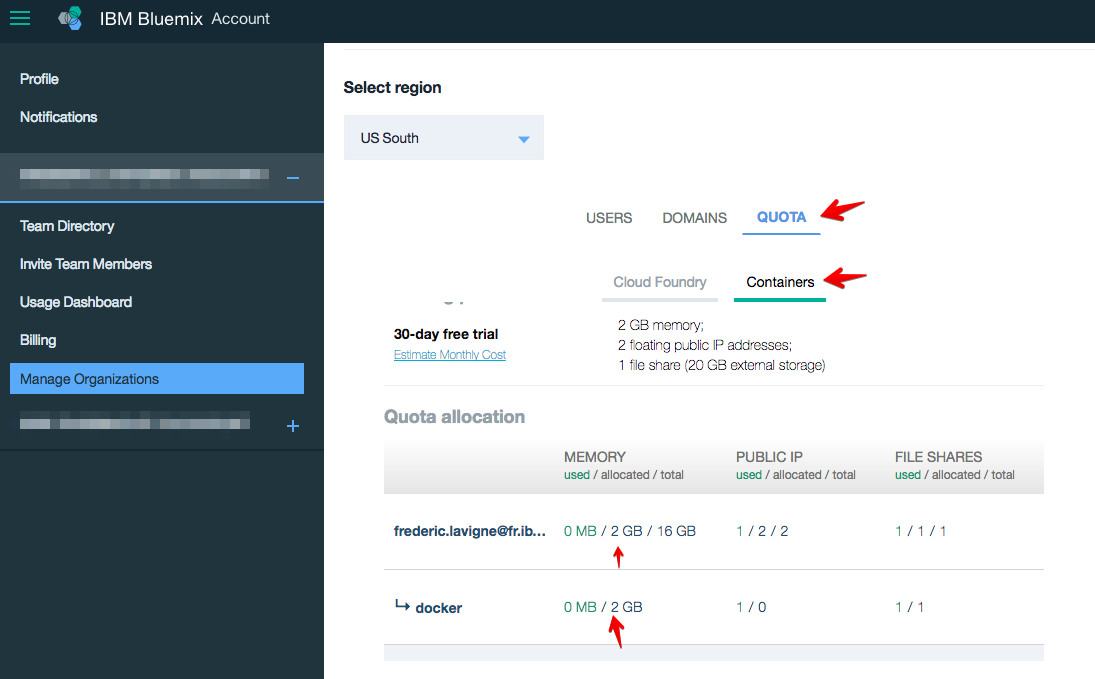 IBM Bluemix Account
Profile
Notifications
Team Directory
Invite Team Members
Usage Dashboard
Billing
Manage Organizations
Select region
US South
USERS DOMAINS QUOTA
Cloud Foundry Containers
30-day free trial
Estimate Monthly Cost
2 GB memory;
2 floating public IP addresses;
1 file share (20 GB external storage)
Quota allocation
MEMORY PUBLIC IP FILE SHARES
used / allocated / total used / allocated / total used / allocated / total
frederic.lavigne@fr.ib... 0 MB / 2 GB / 16 GB 1 / 2 / 2 1 / 1 / 1
docker 0 MB / 2 GB 1 / 0 1 / 1